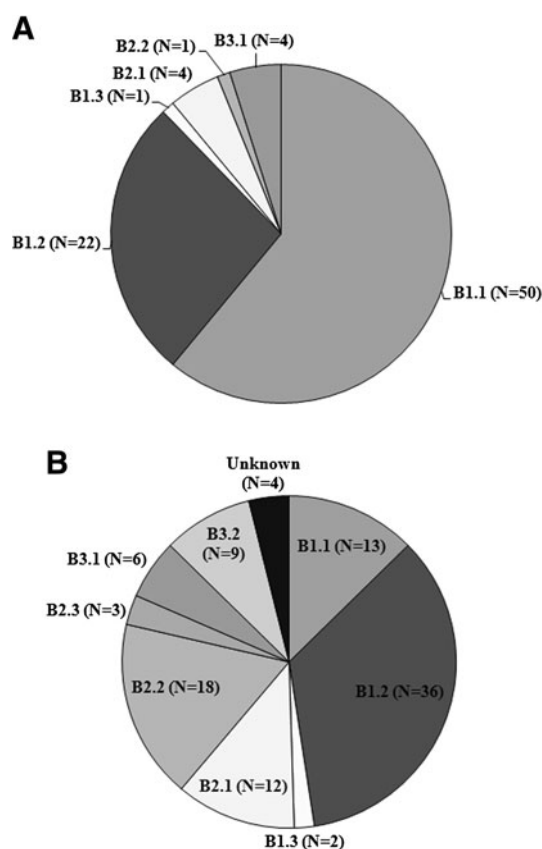 A
B2.2 (N=1)
B3.1 (N=4)
B2.1 (N=4)
B1.3 (N=1)
B1.2 (N=22)
B1.1 (N=50)
B
Unknown
(N=4)
B3.2
(N=9)
B1.1 (N=13)
B3.1 (N=6)
B2.3 (N=3)
B2.2 (N=18)
B1.2 (N=36)
B2.1 (N=12)
B1.3 (N=2)